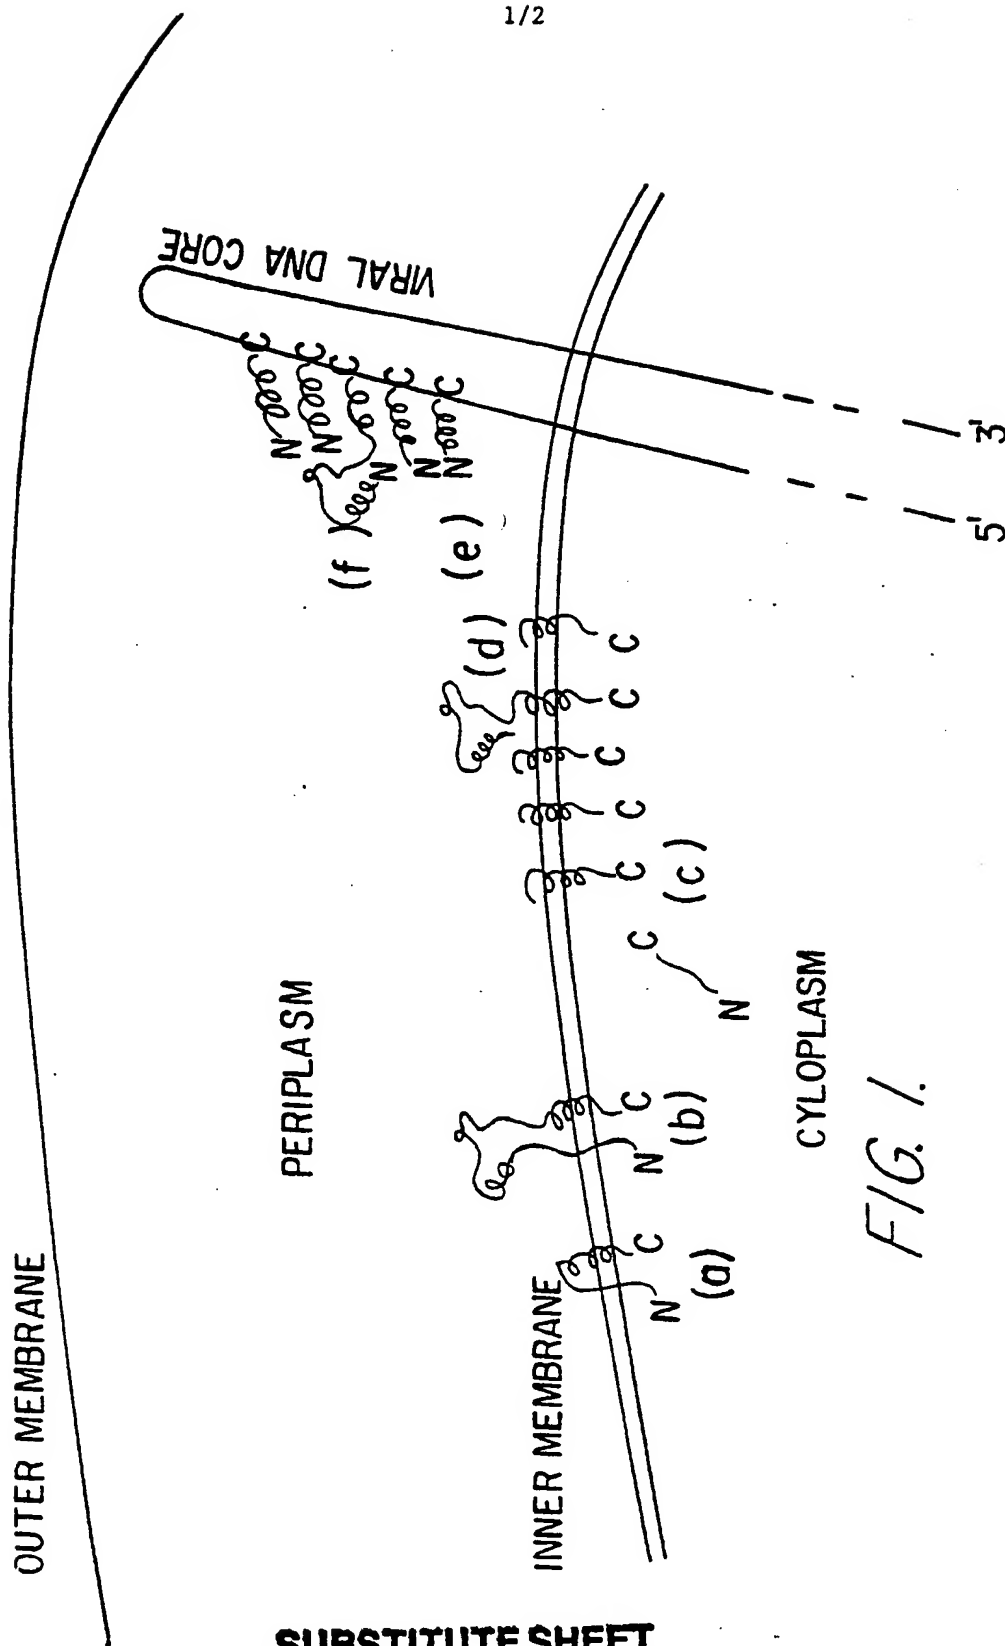 1/2
OUTER MEMBRANE
VIRAL DNA CORE
C
C
C
C
C
N
N
N
N
N
(f)
(e)
PERIPLASM
(d)
INNER MEMBRANE
N
C
(a)
N
C
(b)
N
C
C
C
C
C
C
(c)
5'
3'
CYLOPLASM
FIG. 1.
SUBSTITUTE SHEET